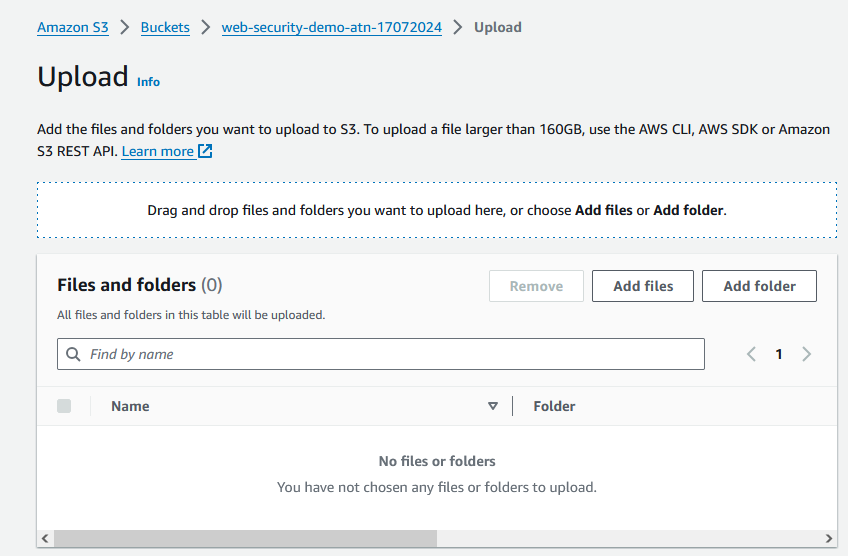 Amazon S3 > Buckets > web-security-demo-atn-17072024 > Upload
Upload Info
Add the files and folders you want to upload to S3. To upload a file larger than 160GB, use the AWS CLI, AWS SDK or Amazon
S3 REST API. Learn more
Drag and drop files and folders you want to upload here, or choose Add files or Add folder.
Files and folders (0)
Remove
Add files
Add folder
All files and folders in this table will be uploaded.
Find by name
1
Name
Folder
No files or folders
You have not chosen any files or folders to upload.